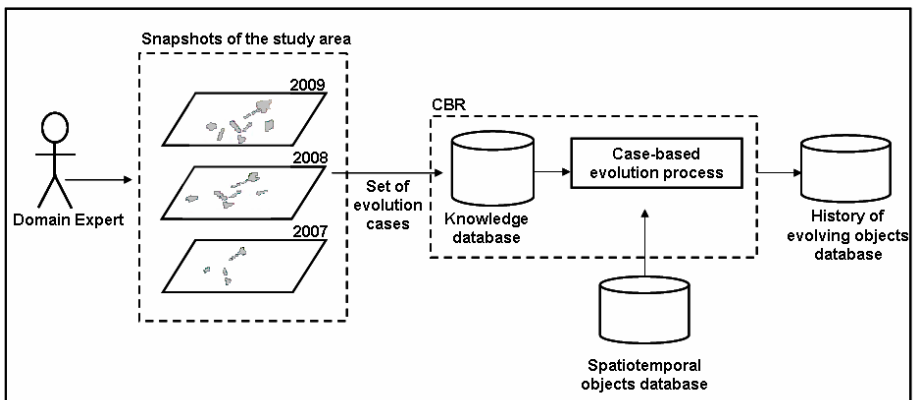 Snapshots of the study area
2009
2008
2007
Domain Expert
Set of
evolution
cases
CBR
Knowledge
database
Case-based
evolution process
History of
evolving objects
database
Spatiotemporal
objects database